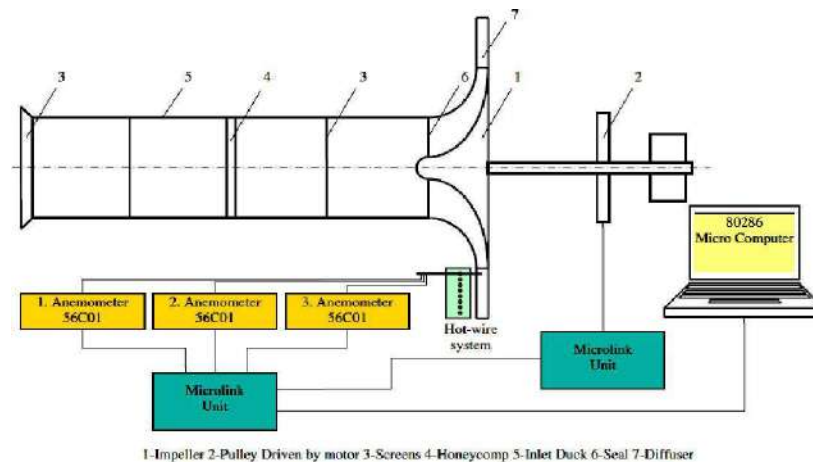 7
3 5 4 3 6 1 2
80286
Micro Computer
1. Anemometer
56C01
2. Anemometer
56C01
3. Anemometer
56C01
Hot-wire
system
Microlink
Unit
Microlink
Unit
1-Impeller 2-Pulley Driven by motor 3-Screens 4-Honeycomp 5-Inlet Duck 6-Seal 7-Diffuser